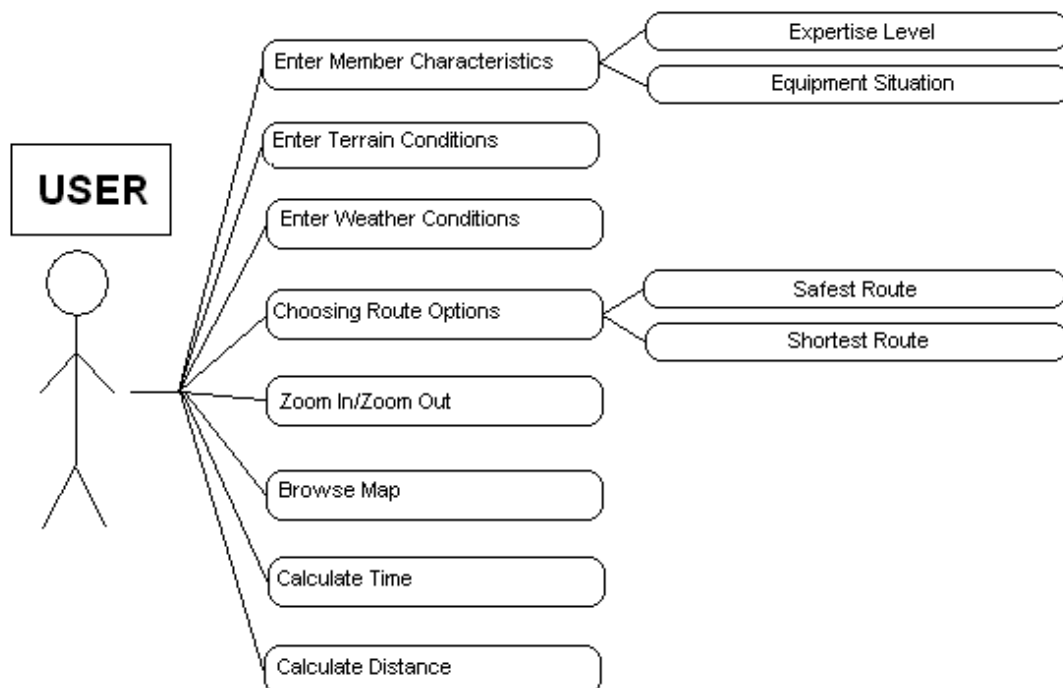 USER
Enter Member Characteristics
Expertise Level
Equipment Situation
Enter Terrain Conditions
Enter Weather Conditions
Choosing Route Options
Safest Route
Shortest Route
Zoom In/Zoom Out
Browse Map
Calculate Time
Calculate Distance